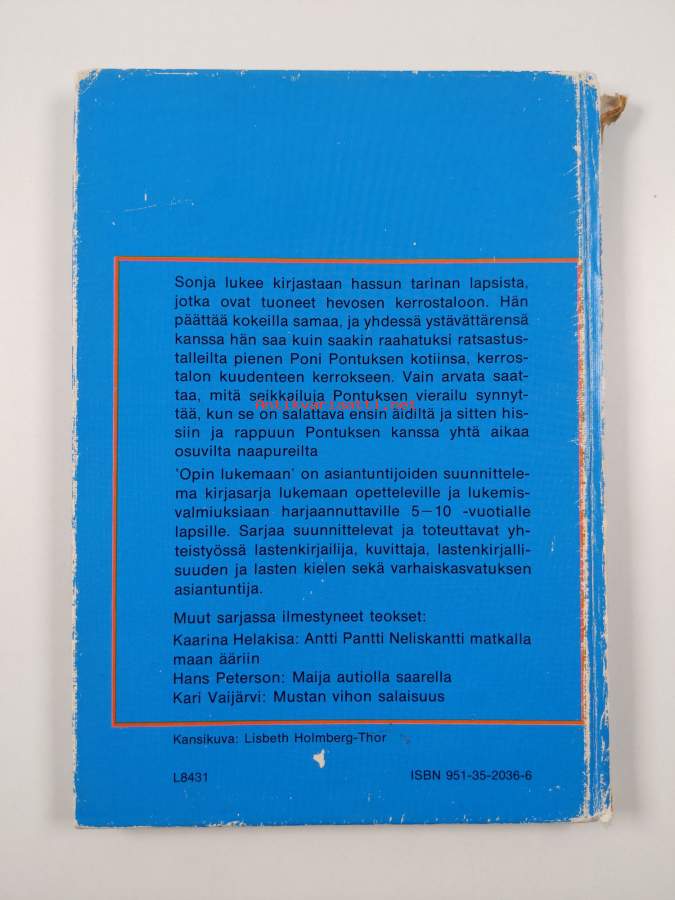 Sonja lukee kirjastaan hassun tarinan lapsista,
jotka ovat tuoneet hevosen kerrostaloon. Hän
päättää kokeilla samaa, ja yhdessä ystävättärensä
kanssa hän saa kuin saakin raahatuksi ratsastus-
talleilta pienen Poni Pontuksen kotiinsa, kerros-
talon kuudenteen kerrokseen. Vain arvata saat-
taa, mitä seikkailuja Pontuksen vierailu synnyt-
Antikvariaatti.net
tää, kun se on salattava ensin äidiltä ja sitten his-
siin ja rappuun Pontuksen kanssa yhtä aikaa
osuvilta naapureilta
'Opin lukemaan' on asiantuntijoiden suunnittele-
ma kirjasarja lukemaan opetteleville ja lukemis-
valmiuksiaan harjaannuttaville 5–10 -vuotialle
lapsille. Sarjaa suunnittelevat ja toteuttavat yh-
teistyössä lastenkirjailija, kuvittaja, lastenkirjalli-
suuden ja lasten kielen sekä varhaiskasvatuksen
asiantuntija.
Muut sarjassa ilmestyneet teokset:
Kaarina Helakisa: Antti Pantti Neliskantti matkalla
maan ääriin
Hans Peterson: Maija autiolla saarella
Kari Vaijärvi: Mustan vihon salaisuus
Kansikuva: Lisbeth Holmberg-Thor
L8431 ISBN 951-35-2036-6